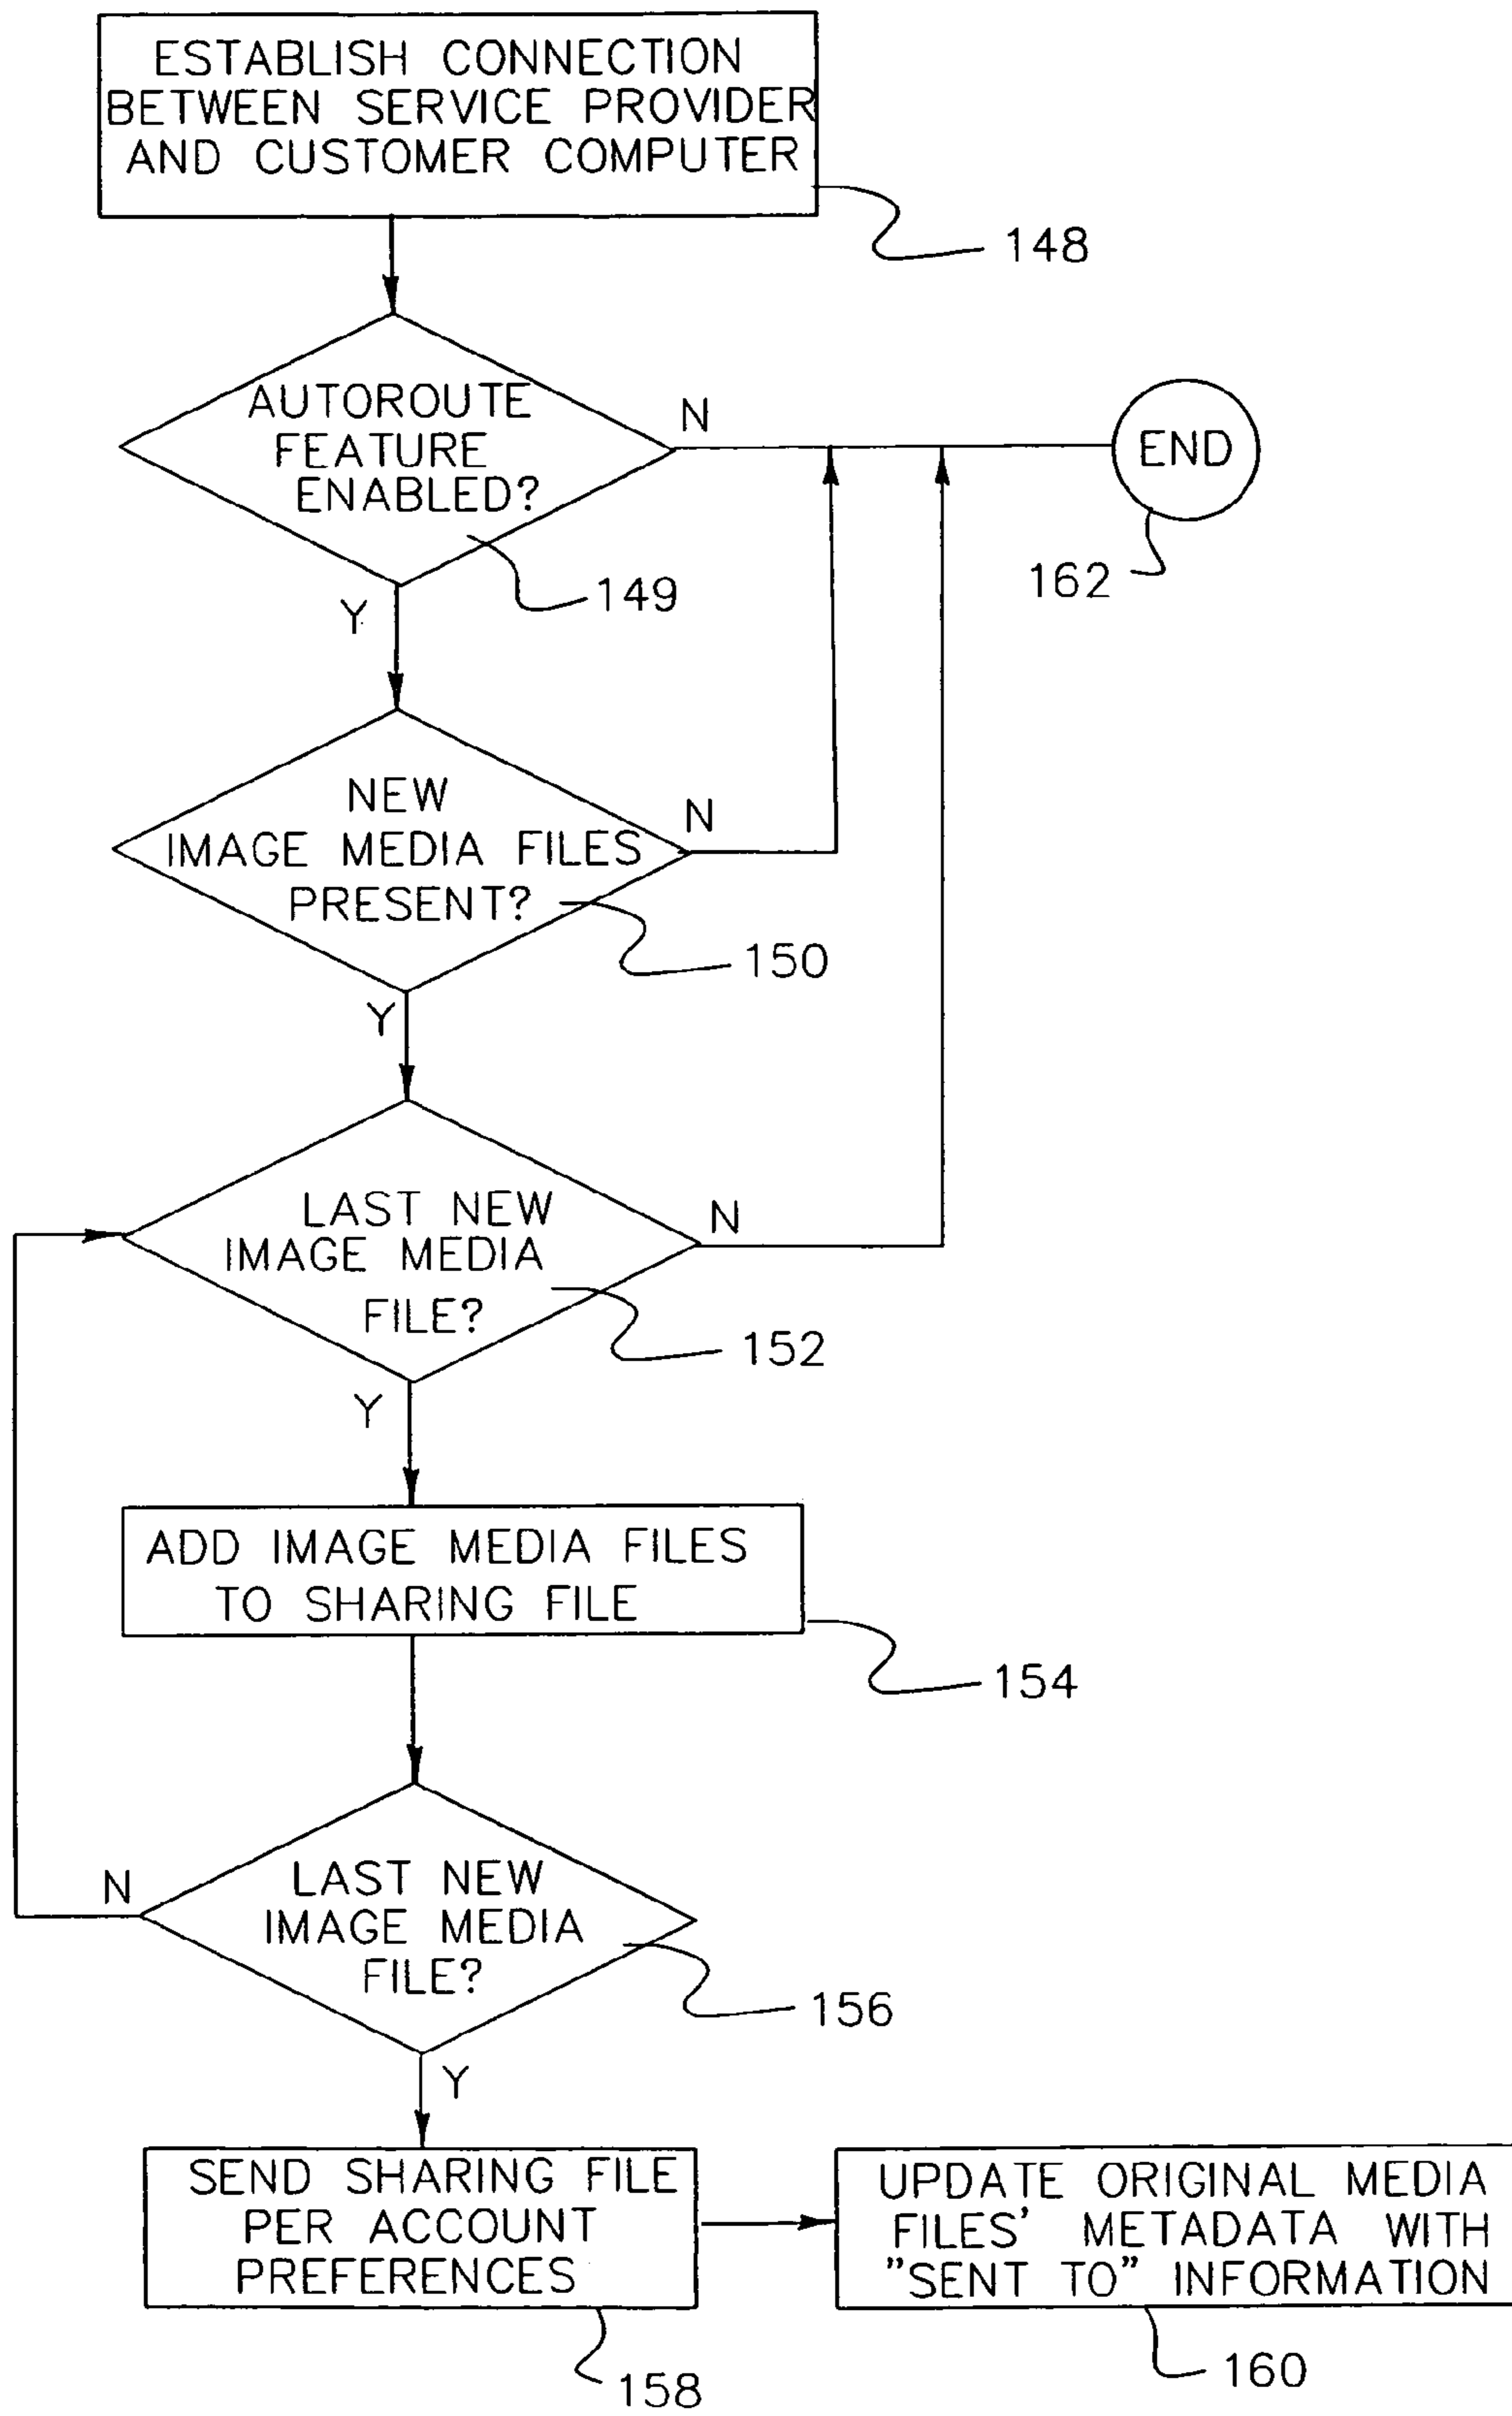 ESTABLISH CONNECTION
BETWEEN SERVICE PROVIDER
AND CUSTOMER COMPUTER
148
AUTOROUTE
FEATURE
ENABLED?
N
END
162
149
Y
NEW
IMAGE MEDIA FILES
PRESENT?
N
150
Y
LAST NEW
IMAGE MEDIA
FILE?
N
152
Y
ADD IMAGE MEDIA FILES
TO SHARING FILE
154
LAST NEW
IMAGE MEDIA
FILE?
N
156
Y
SEND SHARING FILE
PER ACCOUNT
PREFERENCES
158
UPDATE ORIGINAL MEDIA
FILES' METADATA WITH
"SENT TO" INFORMATION
160